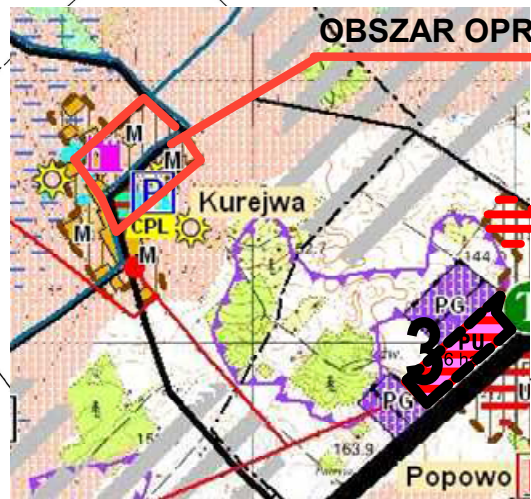 OBSZAR OPR
M
M
P
Kurejwa
CPL
M
M
144
PG
3
PU
PG
U
163.9
Popowo